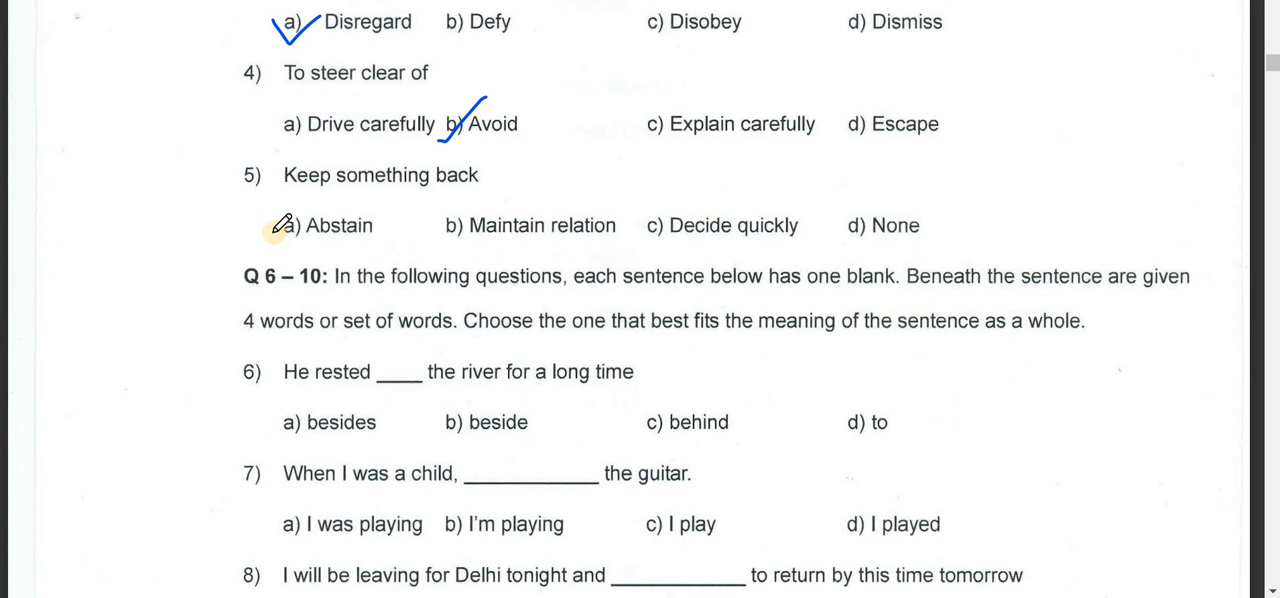 a) Disregard b) Defy c) Disobey d) Dismiss
4) To steer clear of
a) Drive carefully b) Avoid c) Explain carefully d) Escape
5) Keep something back
a) Abstain b) Maintain relation c) Decide quickly d) None
Q 6 – 10: In the following questions, each sentence below has one blank. Beneath the sentence are given
4 words or set of words. Choose the one that best fits the meaning of the sentence as a whole.
6) He rested ____ the river for a long time
a) besides b) beside c) behind d) to
7) When I was a child, ____________ the guitar.
a) I was playing b) I'm playing c) I play d) I played
8) I will be leaving for Delhi tonight and ____________ to return by this time tomorrow